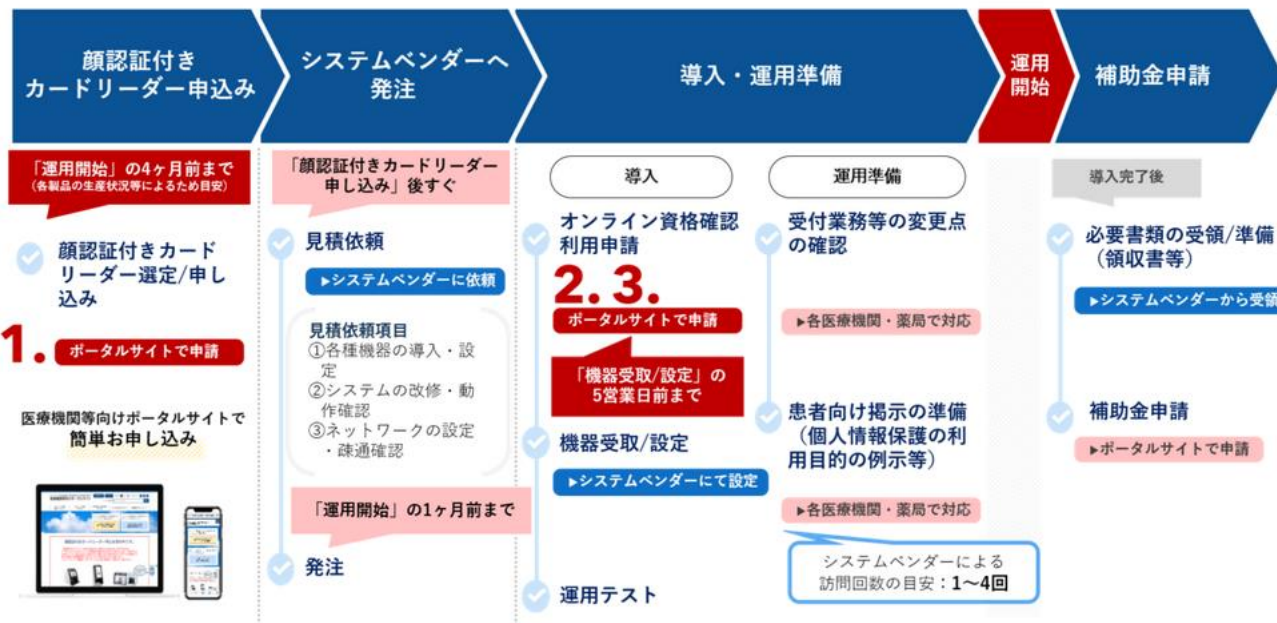 顔認証付き
カードリーダー申込み
システムベンダーへ
発注
導入・運用準備
運用
開始
補助金申請
「運用開始」の4ヶ月前まで
（各製品の生産状況等によるため目安）
顔認証付きカード
リーダー選定/申し
込み
1.
ポータルサイトで申請
医療機関等向けポータルサイトで
簡単お申し込み
「顔認証付きカードリーダー
申し込み」後すぐ
見積依頼
▶システムベンダーに依頼
見積依頼項目
①各種機器の導入・設
定
②システムの改修・動
作確認
③ネットワークの設定
・疎通確認
「運用開始」の1ヶ月前まで
発注
導入
オンライン資格確認
利用申請
2. 3.
ポータルサイトで申請
「機器受取/設定」の
5営業日前まで
機器受取/設定
▶システムベンダーにて設定
運用テスト
運用準備
受付業務等の変更点
の確認
▶各医療機関・薬局で対応
患者向け掲示の準備
（個人情報保護の利
用目的の例示等）
▶各医療機関・薬局で対応
システムベンダーによる
訪問回数の目安：1〜4回
導入完了後
必要書類の受領/準備
（領収書等）
▶システムベンダーから受領
補助金申請
▶ポータルサイトで申請